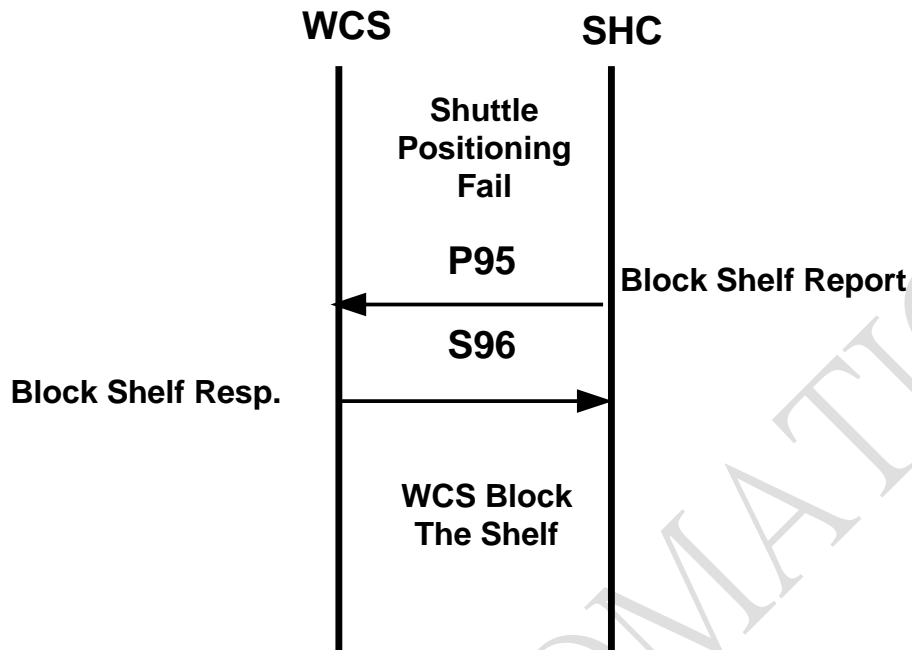 WCS
SHC
Shuttle
Positioning
Fail
P95
Block Shelf Report
S96
Block Shelf Resp.
WCS Block
The Shelf